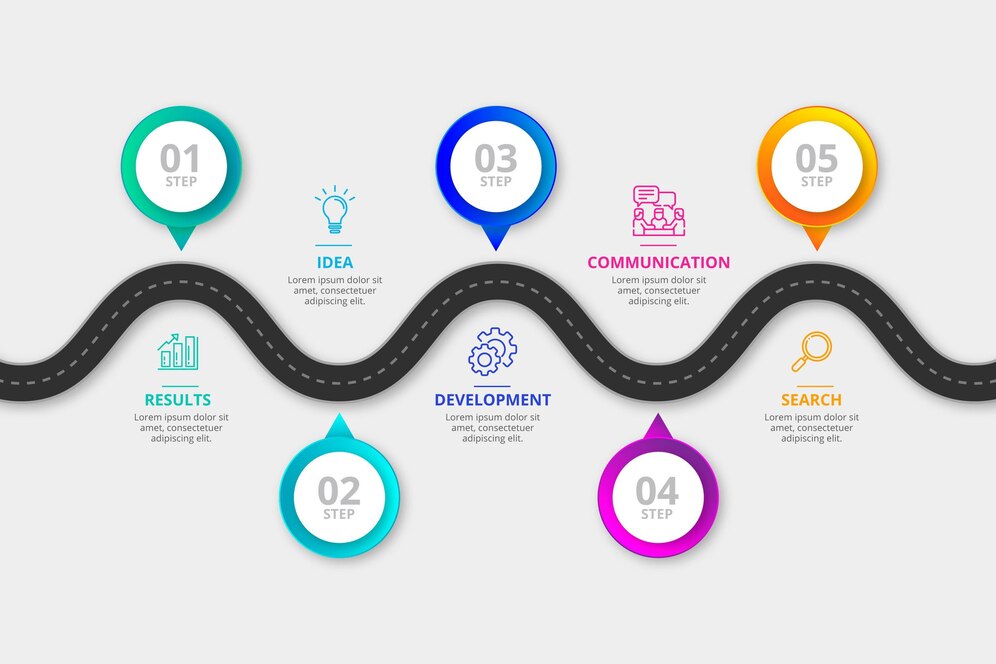 01
STEP
RESULTS
Lorem ipsum dolor sit
amet, consectetuer
adipiscing elit.
IDEA
Lorem ipsum dolor sit
amet, consectetuer
adipiscing elit.
02
STEP
03
STEP
DEVELOPMENT
Lorem ipsum dolor sit
amet, consectetuer
adipiscing elit.
COMMUNICATION
Lorem ipsum dolor sit
amet, consectetuer
adipiscing elit.
04
STEP
05
STEP
SEARCH
Lorem ipsum dolor sit
amet, consectetuer
adipiscing elit.